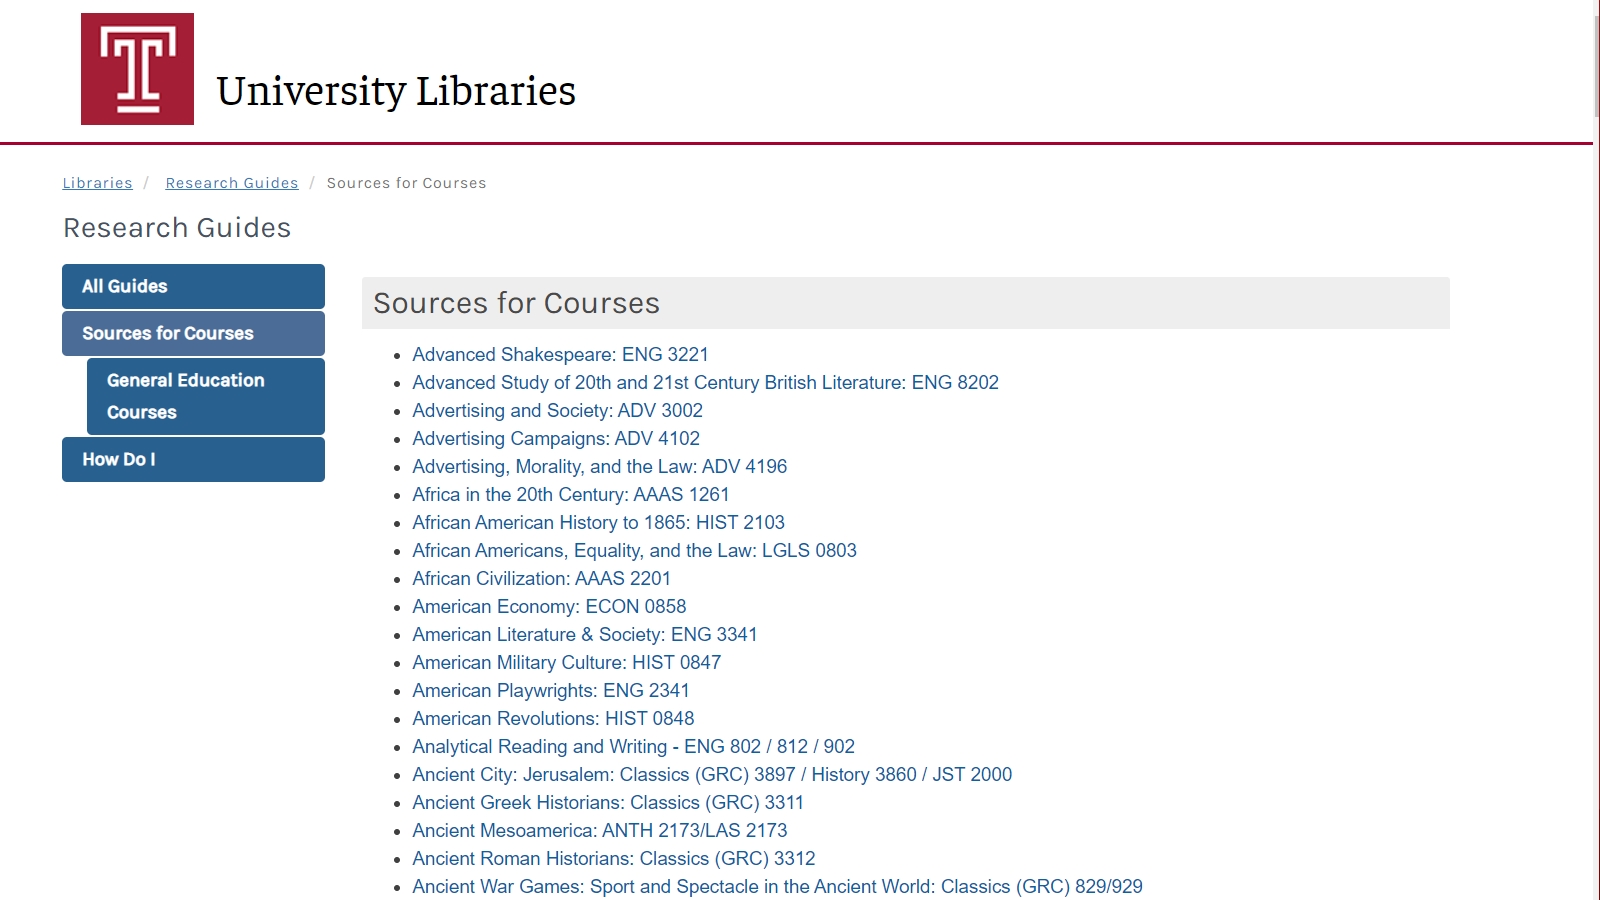 University Libraries
Libraries / Research Guides / Sources for Courses
Research Guides
All Guides
Sources for Courses
General Education
Courses
How Do I
Sources for Courses
Advanced Shakespeare: ENG 3221
Advanced Study of 20th and 21st Century British Literature: ENG 8202
Advertising and Society: ADV 3002
Advertising Campaigns: ADV 4102
Advertising, Morality, and the Law: ADV 4196
Africa in the 20th Century: AAAS 1261
African American History to 1865: HIST 2103
African Americans, Equality, and the Law: LGLS 0803
African Civilization: AAAS 2201
American Economy: ECON 0858
American Literature & Society: ENG 3341
American Military Culture: HIST 0847
American Playwrights: ENG 2341
American Revolutions: HIST 0848
Analytical Reading and Writing - ENG 802 / 812 / 902
Ancient City: Jerusalem: Classics (GRC) 3897 / History 3860 / JST 2000
Ancient Greek Historians: Classics (GRC) 3311
Ancient Mesoamerica: ANTH 2173/LAS 2173
Ancient Roman Historians: Classics (GRC) 3312
Ancient War Games: Sport and Spectacle in the Ancient World: Classics (GRC) 829/929